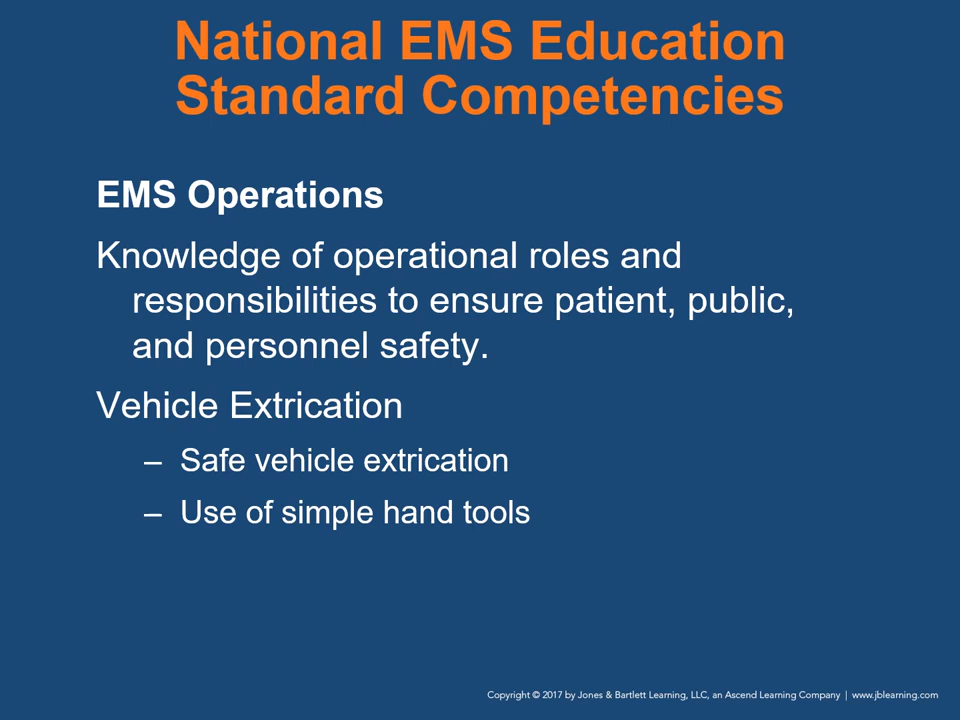 National EMS Education
Standard Competencies
EMS Operations
Knowledge of operational roles and
responsibilities to ensure patient, public,
and personnel safety.
Vehicle Extrication
– Safe vehicle extrication
– Use of simple hand tools
Copyright © 2017 by Jones & Bartlett Learning, LLC, an Ascend Learning Company | www.jblearning.com